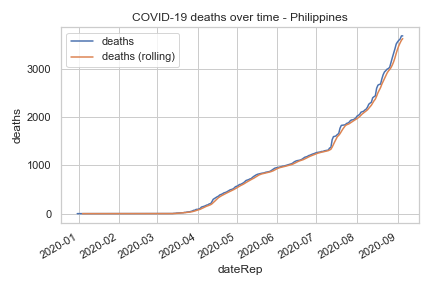 COVID-19 deaths over time - Philippines
deaths
deaths (rolling)
deaths
3000
2000
1000
0
2020-01
2020-02
2020-03
2020-04
2020-05
2020-06
2020-07
2020-08
2020-09
dateRep